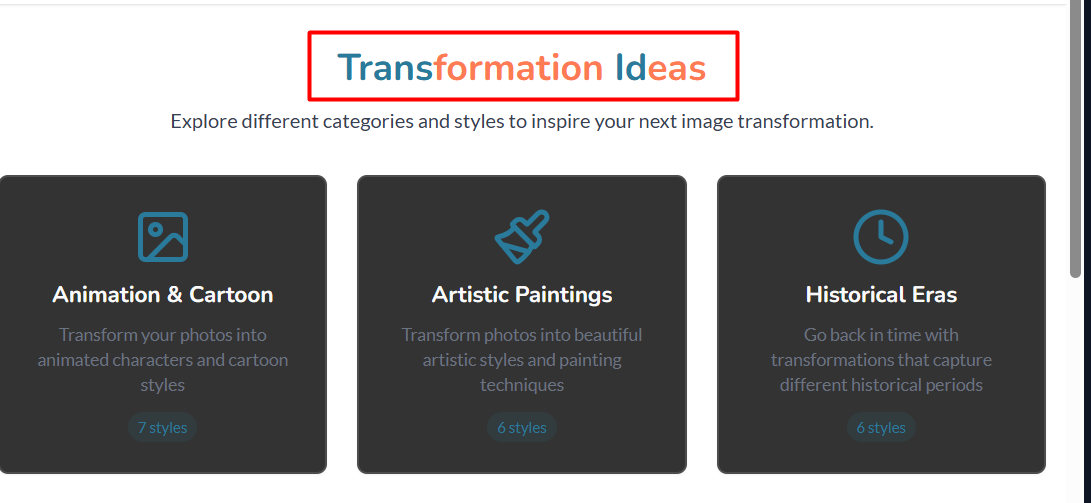 Transformation Ideas
Explore different categories and styles to inspire your next image transformation.
Animation & Cartoon
Transform your photos into
animated characters and cartoon
styles
7 styles
Artistic Paintings
Transform photos into beautiful
artistic styles and painting
techniques
6 styles
Historical Eras
Go back in time with
transformations that capture
different historical periods
6 styles